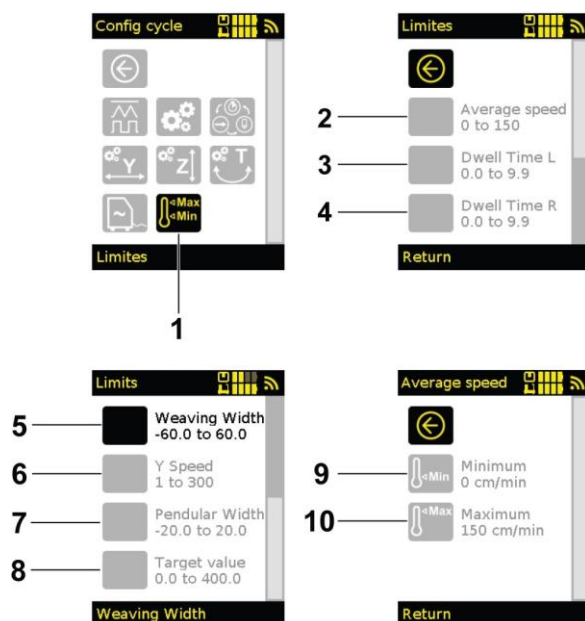 Config cycle
Y
Z
T
~
◄Max
◄Min
Limites
1
Limites
2
Average speed
0 to 150
3
Dwell Time L
0.0 to 9.9
4
Dwell Time R
0.0 to 9.9
Return
Limits
5
Weaving Width
-60.0 to 60.0
6
Y Speed
1 to 300
7
Pendular Width
-20.0 to 20.0
8
Target value
0.0 to 400.0
Weaving Width
Average speed
9
◄Min
Minimum
0 cm/min
10
◄Max
Maximum
150 cm/min
Return